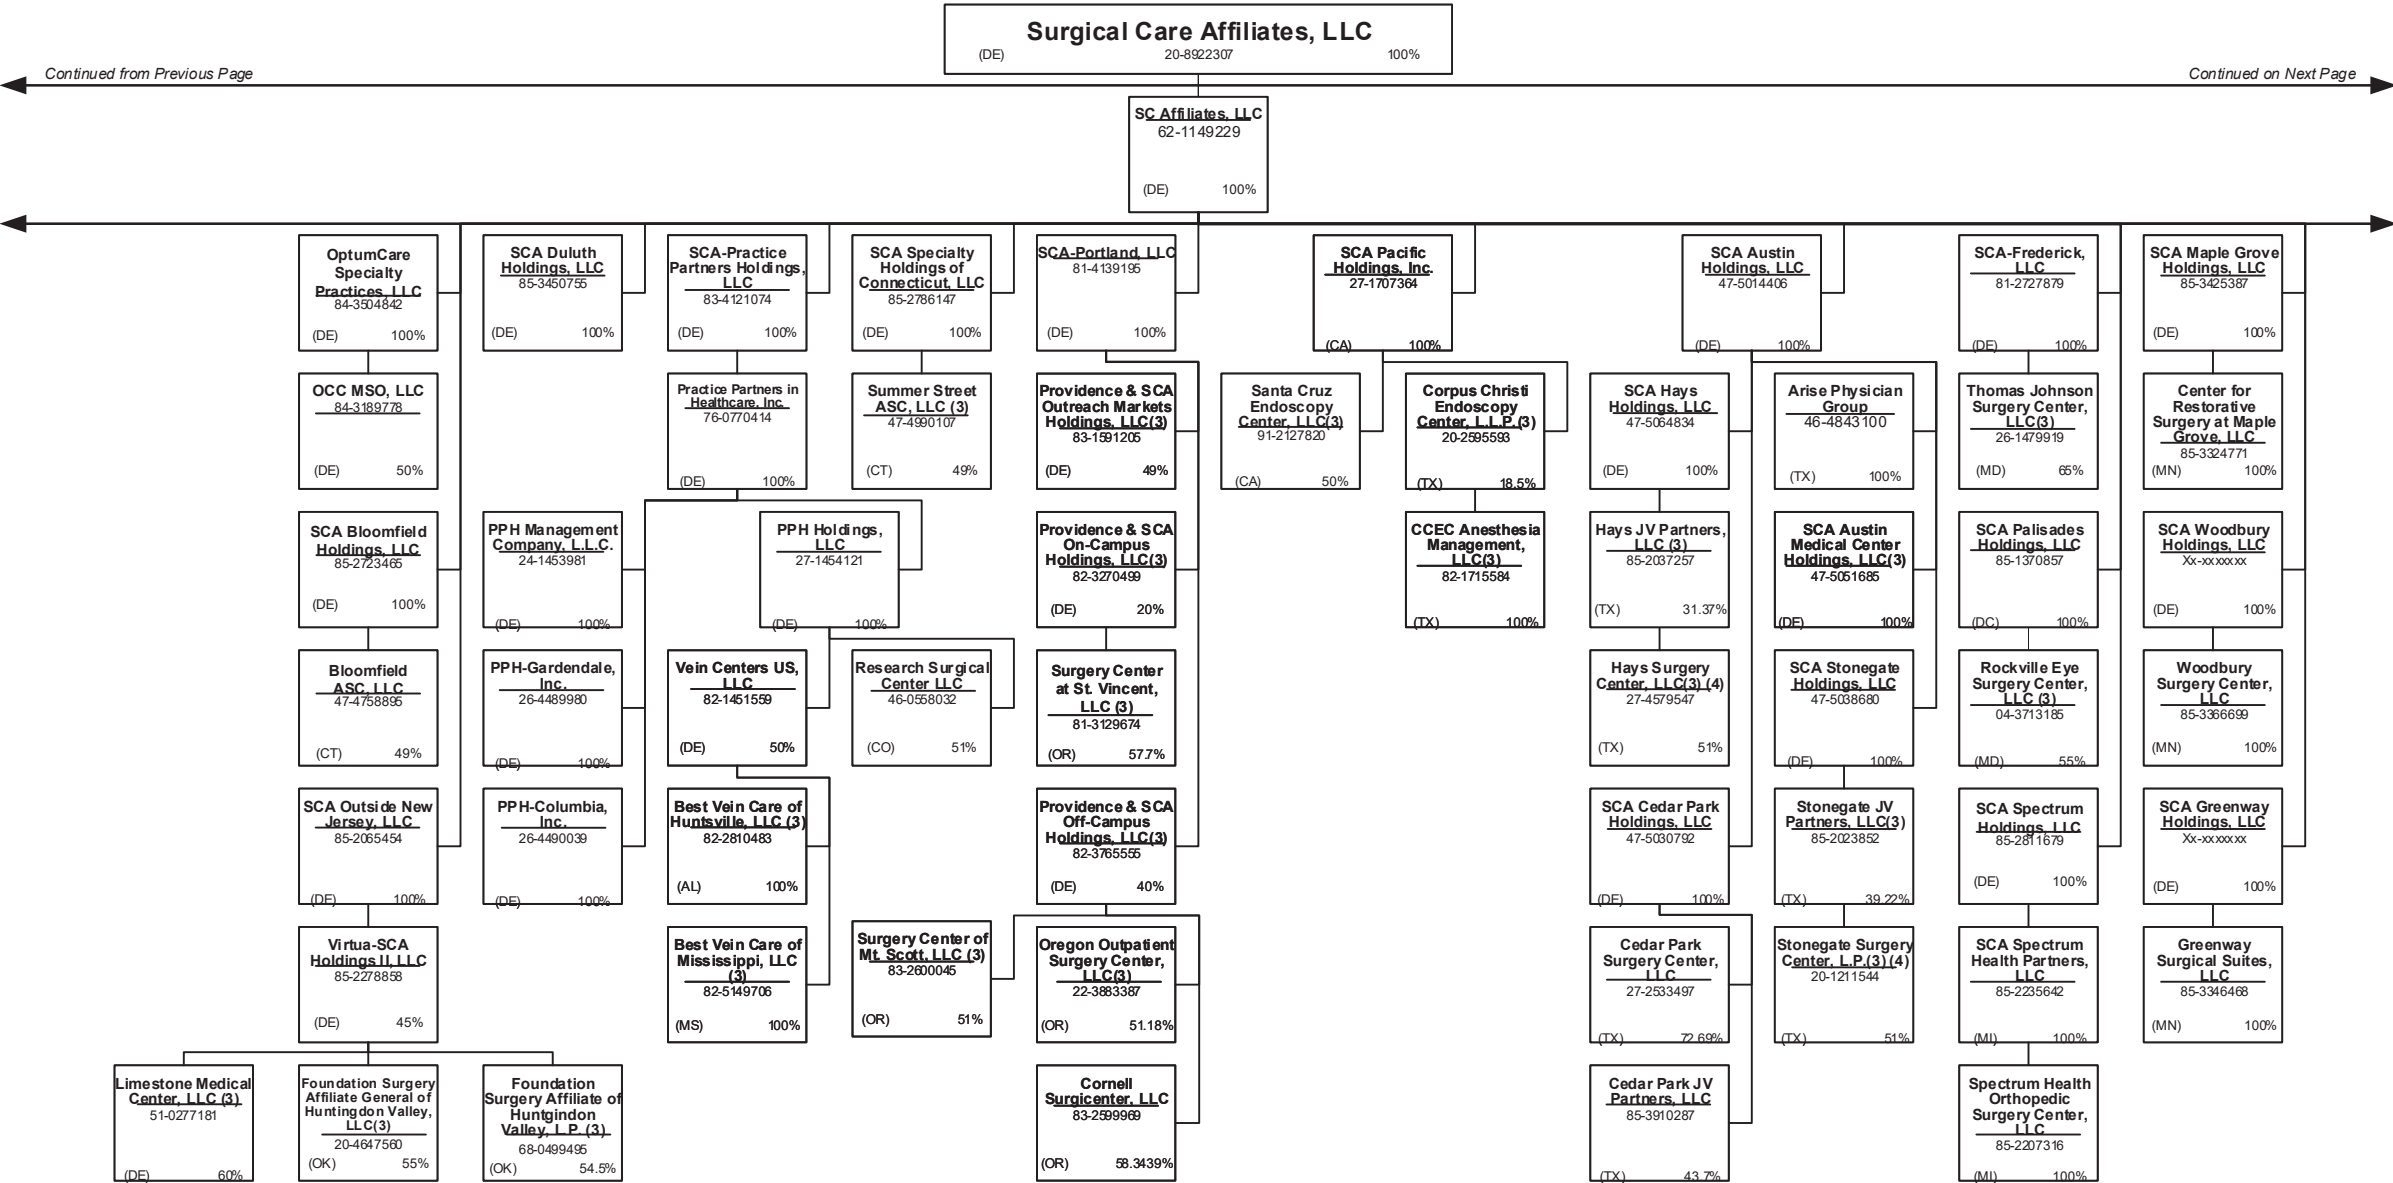 Surgical Care Affiliates, LLC
(DE) 20-8922307 100%
Continued from Previous Page
Continued on Next Page
SC Affiliates, LLC
62-1149229
(DE) 100%
OptumCare
Specialty
Practices, LLC
84-3504842
(DE) 100%
SCA Duluth
Holdings, LLC
85-3450755
(DE) 100%
SCA-Practice
Partners Holdings,
LLC
83-4121074
(DE) 100%
SCA Specialty
Holdings of
Connecticut, LLC
85-2786147
(DE) 100%
SCA-Portland, LLC
81-4139195
(DE) 100%
SCA Pacific
Holdings, Inc.
27-1707364
(CA) 100%
SCA Austin
Holdings, LLC
47-5014406
(DE) 100%
SCA-Frederick,
LLC
81-2727879
(DE) 100%
SCA Maple Grove
Holdings, LLC
85-3425387
(DE) 100%
OCC MSO, LLC
84-3189778
(DE) 50%
Practice Partners in
Healthcare, Inc.
76-0770414
(DE) 100%
Summer Street
ASC, LLC (3)
47-4990107
(CT) 49%
Providence & SCA
Outreach Markets
Holdings, LLC(3)
83-1591205
(DE) 49%
Santa Cruz
Endoscopy
Center, LLC(3)
91-2127820
(CA) 50%
Corpus Christi
Endoscopy
Center, L.L.P.(3)
20-2595593
(TX) 18.5%
SCA Hays
Holdings, LLC
47-5064834
(DE) 100%
Arise Physician
Group
46-4843100
(TX) 100%
Thomas Johnson
Surgery Center,
LLC(3)
26-1479919
(MD) 65%
Center for
Restorative
Surgery at Maple
Grove, LLC
85-3324771
(MN) 100%
SCA Bloomfield
Holdings, LLC
85-2723465
(DE) 100%
PPH Management
Company, L.L.C.
24-1453981
(DE) 100%
PPH Holdings,
LLC
27-1454121
(DE) 100%
Providence & SCA
On-Campus
Holdings, LLC(3)
82-3270499
(DE) 20%
CCEC Anesthesia
Management,
LLC(3)
82-1715584
(TX) 100%
Hays JV Partners,
LLC (3)
85-2037257
(TX) 31.37%
SCA Austin
Medical Center
Holdings, LLC(3)
47-5051685
(DE) 100%
SCA Palisades
Holdings, LLC
85-1370857
(DC) 100%
SCA Woodbury
Holdings, LLC
Xx-xxxxxxx
(DE) 100%
Bloomfield
ASC, LLC
47-4758895
(CT) 49%
PPH-Gardendale,
Inc.
26-4489980
(DE) 100%
Vein Centers US,
LLC
82-1451559
(DE) 50%
Research Surgical
Center LLC
46-0558032
(CO) 51%
Surgery Center
at St. Vincent,
LLC (3)
81-3129674
(OR) 57.7%
Hays Surgery
Center, LLC(3) (4)
27-4579547
(TX) 51%
SCA Stonegate
Holdings, LLC
47-5038680
(DE) 100%
Rockville Eye
Surgery Center,
LLC (3)
04-3713185
(MD) 55%
Woodbury
Surgery Center,
LLC
85-3366699
(MN) 100%
SCA Outside New
Jersey, LLC
85-2065454
(DE) 100%
PPH-Columbia,
Inc.
26-4490039
(DE) 100%
Best Vein Care of
Huntsville, LLC (3)
82-2810483
(AL) 100%
Providence & SCA
Off-Campus
Holdings, LLC(3)
82-3765555
(DE) 40%
SCA Cedar Park
Holdings, LLC
47-5030792
(DE) 100%
Stonegate JV
Partners, LLC(3)
85-2023852
(TX) 39.22%
SCA Spectrum
Holdings, LLC
85-2811679
(DE) 100%
SCA Greenway
Holdings, LLC
Xx-xxxxxxx
(DE) 100%
Virtua-SCA
Holdings II, LLC
85-2278858
(DE) 45%
Best Vein Care of
Mississippi, LLC
(3)
82-5149706
(MS) 100%
Surgery Center of
Mt. Scott, LLC (3)
83-2600045
(OR) 51%
Oregon Outpatient
Surgery Center,
LLC(3)
22-3883387
(OR) 51.18%
Cedar Park
Surgery Center,
LLC
27-2533497
(TX) 72.69%
Stonegate Surgery
Center, L.P.(3) (4)
20-1211544
(TX) 51%
SCA Spectrum
Health Partners,
LLC
85-2235642
(MI) 100%
Greenway
Surgical Suites,
LLC
85-3346468
(MN) 100%
Limestone Medical
Center, LLC (3)
51-0277181
(DE) 60%
Foundation Surgery
Affiliate General of
Huntingdon Valley,
LLC(3)
20-4647560
(OK) 55%
Foundation
Surgery Affiliate of
Huntgindon
Valley, L.P. (3)
68-0499495
(OK) 54.5%
Cornell
Surgicenter, LLC
83-2599969
(OR) 58.3439%
Cedar Park JV
Partners, LLC
85-3910287
(TX) 43.7%
Spectrum Health
Orthopedic
Surgery Center,
LLC
85-2207316
(MI) 100%